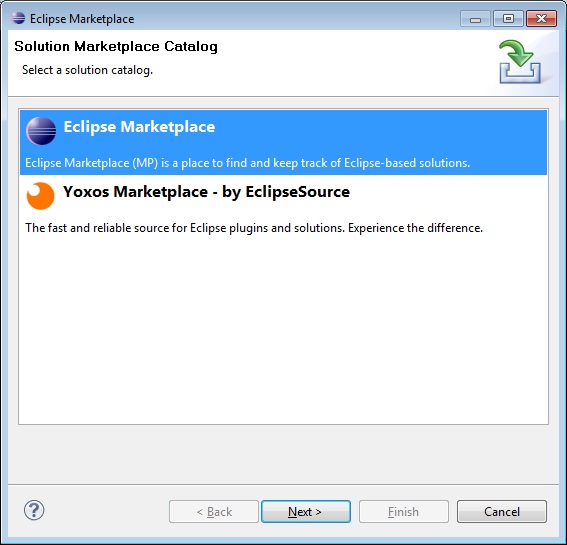 Eclipse Marketplace
Solution Marketplace Catalog
Select a solution catalog.
Eclipse Marketplace
Eclipse Marketplace (MP) is a place to find and keep track of Eclipse-based solutions.
Yoxos Marketplace - by EclipseSource
The fast and reliable source for Eclipse plugins and solutions. Experience the difference.
?
< Back Next > Finish Cancel